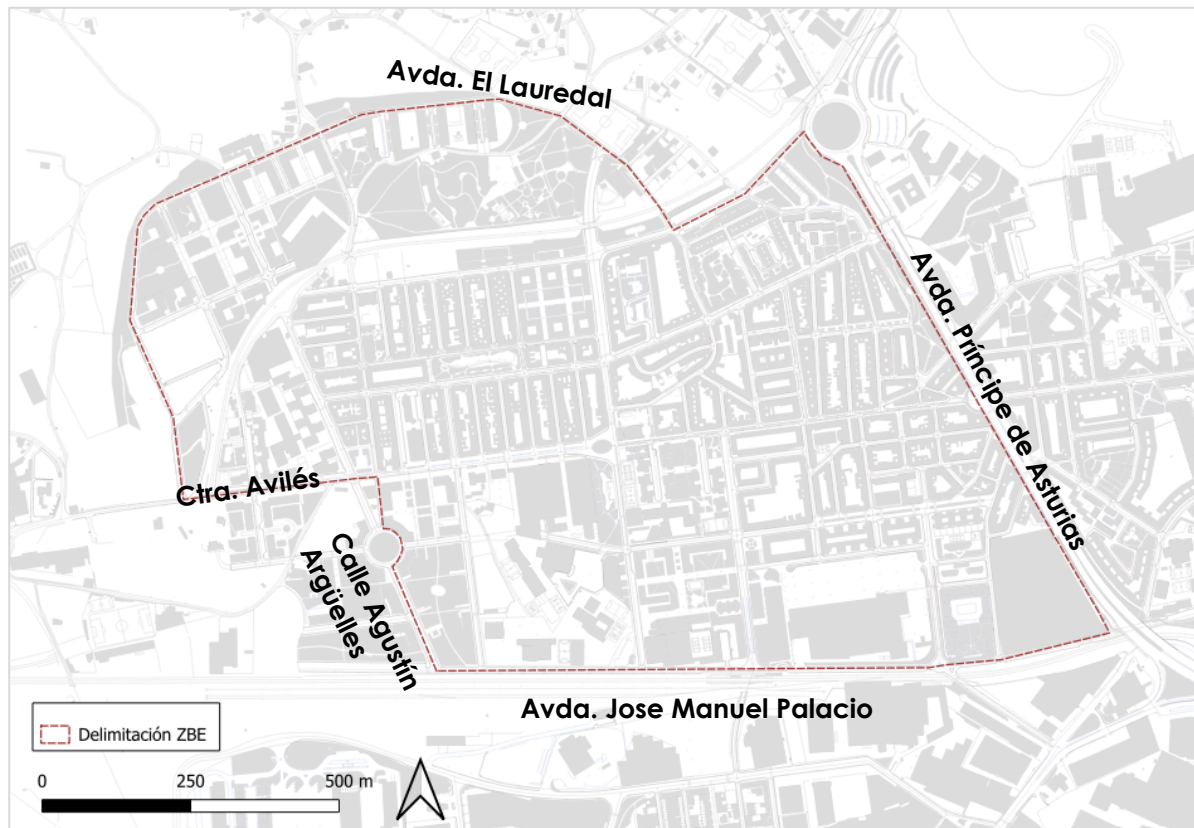 Avda. El Lauredal
Avda. Príncipe de Asturias
Ctra. Avilés
Calle Agustín
Argüelles
Avda. Jose Manuel Palacio
Delimitación ZBE
0 250 500 m